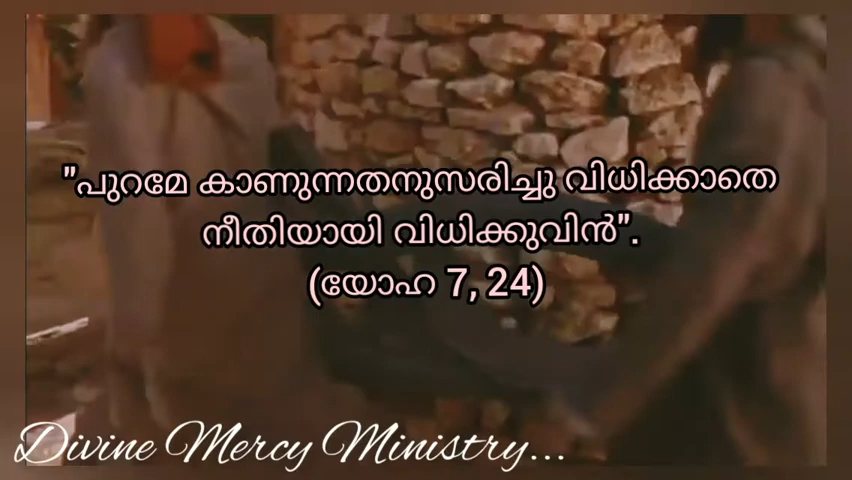 "പുറമേ കാണുന്നതനുസരിച്ചു വിധിക്കാതെ
നീതിയായി വിധിക്കുവിൻ".
(യോഹ 7, 24)
Divine Mercy Ministry...